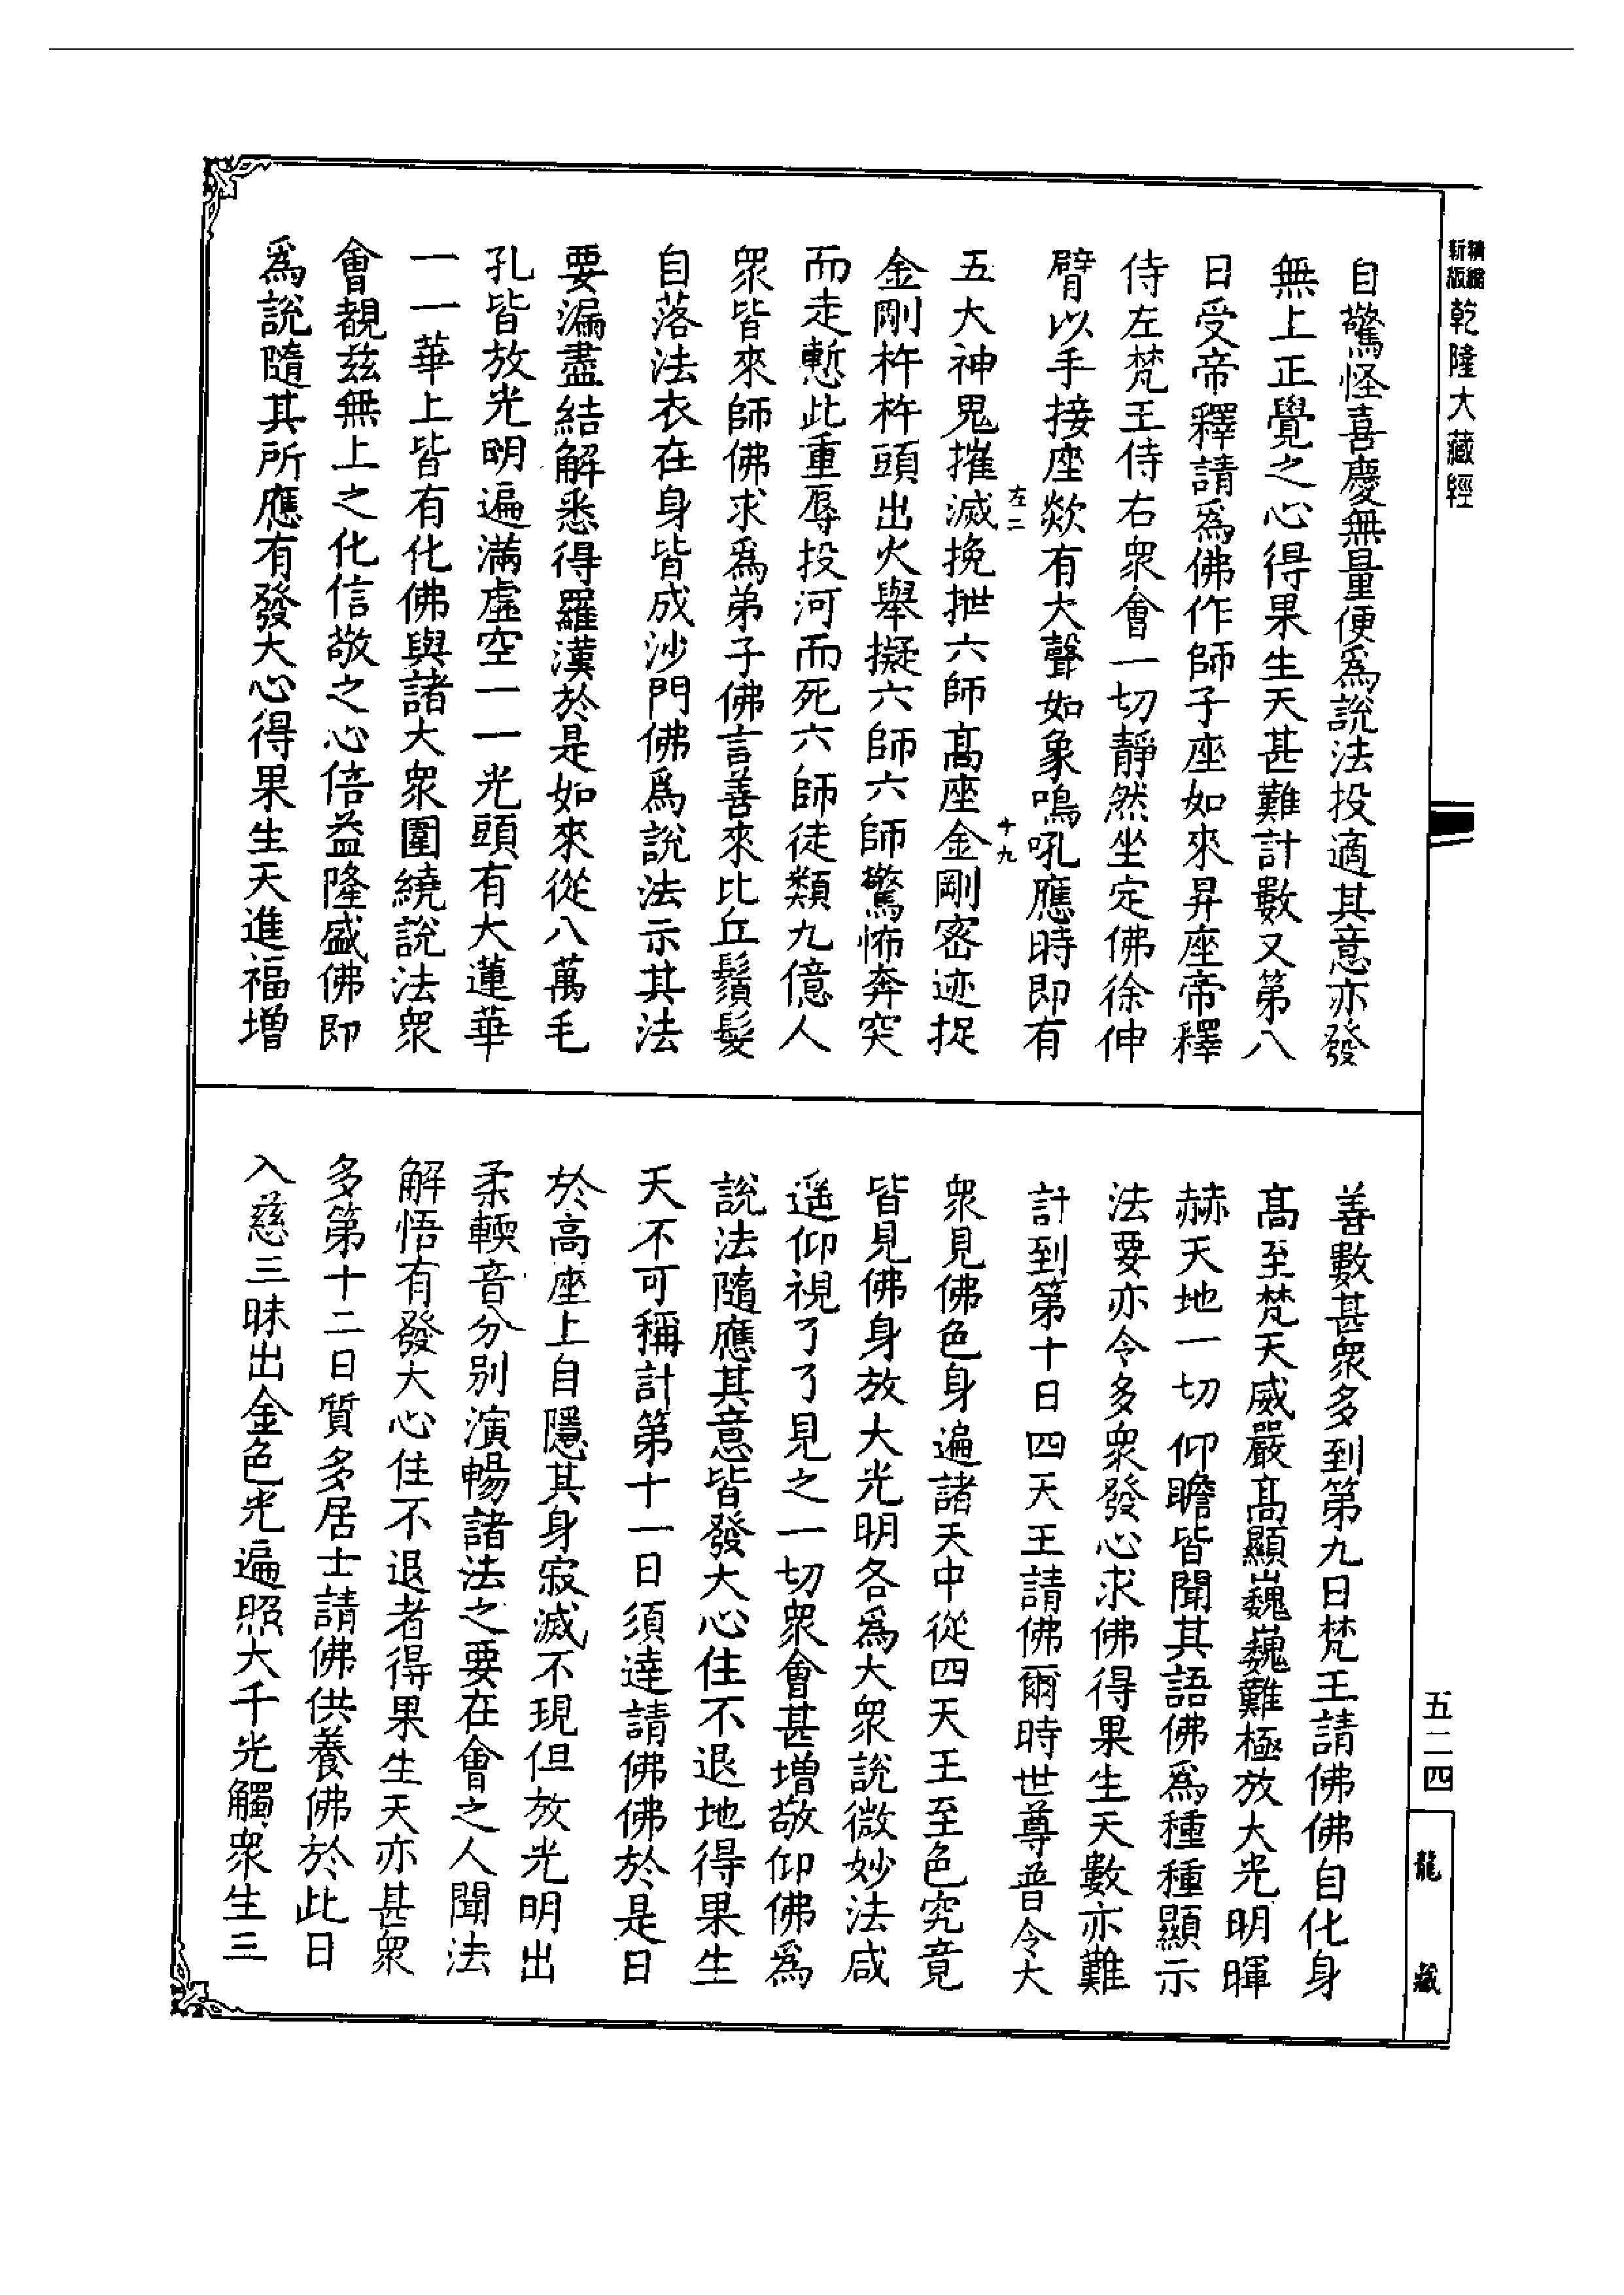 精縮新版乾隆大藏經
自驚怪喜慶無量便爲說法投適其意亦發
無上正覺之心得果生天甚難計數又第八
日受帝釋請爲佛作師子座如來昇座帝釋
侍左梵王侍右衆會一切靜然坐定佛徐伸
臂以手接座欻有大聲如象鳴吼應時即有
左二
十九
五大神鬼摧滅挽拽六師髙座金剛密迹捉
金剛杵杵頭出火舉擬六師六師驚怖奔突
而走慙此重辱投河而死六師徒類九億人
衆皆來師佛求爲弟子佛言善來比丘鬚髮
自落法衣在身皆成沙門佛爲說法示其法
要漏盡結解悉得羅漢於是如來從八萬毛
孔皆放光明遍滿虛空一一光頭有大蓮華
一一華上皆有化佛與諸大衆圍繞說法衆
會覩茲無上之化信敬之心倍益隆盛佛即
爲說隨其所應有發大心得果生天進福增
善數甚衆多到第九日梵王請佛佛自化身
髙至梵天威嚴髙顯巍巍難極放大光明暉
赫天地一切仰瞻皆聞其語佛爲種種顯示
法要亦令多衆發心求佛得果生天數亦難
計到第十日四天王請佛爾時世尊普令大
衆見佛色身遍諸天中從四天王至色究竟
皆見佛身放大光明各爲大衆說微妙法咸
遥仰視了了見之一切衆會甚增敬仰佛爲
說法隨應其意皆發大心住不退地得果生
天不可稱計第十一日須達請佛佛於是日
於高座上自隱其身寂滅不現但放光明出
柔輭音分別演暢諸法之要在會之人聞法
解悟有發大心住不退者得果生天亦甚衆
多第十二日質多居士請佛供養佛於此日
入慈三昧出金色光遍照大千光觸衆生三
五二四
龍藏